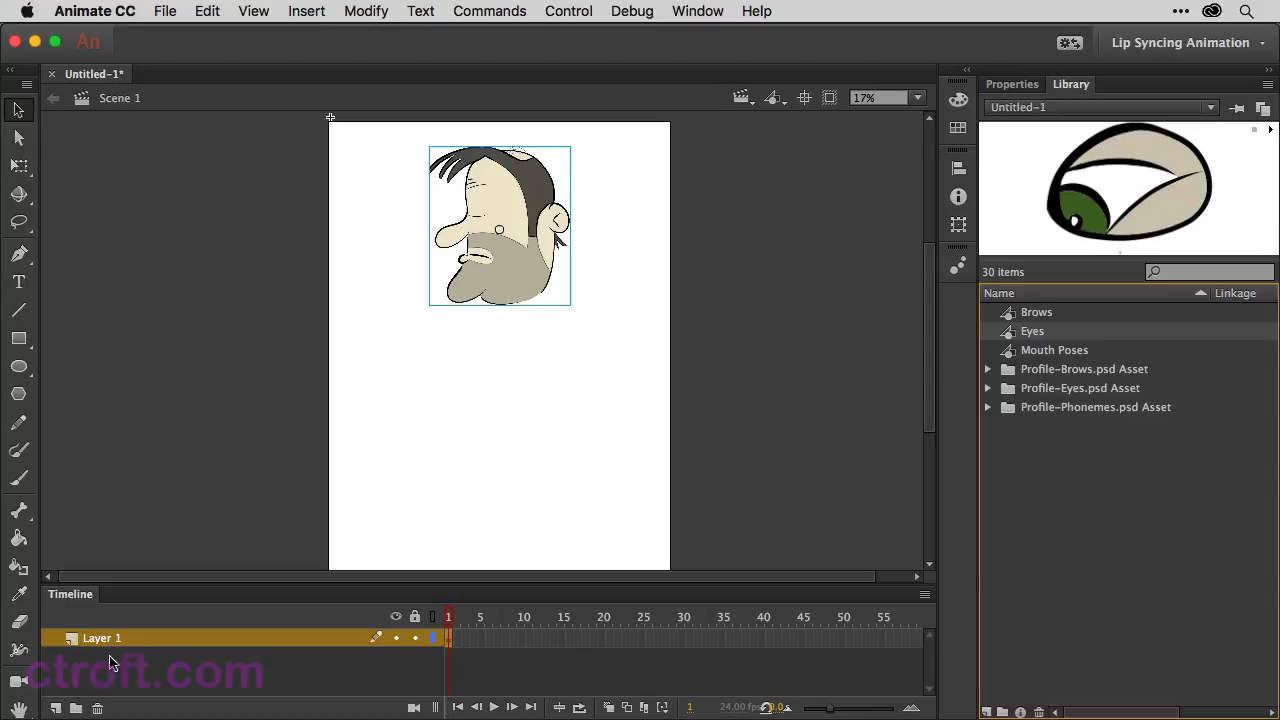 Animate CC File Edit View Insert Modify Text Commands Control Debug Window Help
An Lip Syncing Animation
Untitled-1*
Properties Library
Scene 1 17%
Untitled-1
30 items
Name Linkage
Brows
Eyes
Mouth Poses
Profile-Brows.psd Asset
Profile-Eyes.psd Asset
Profile-Phonemes.psd Asset
Timeline
1 5 10 15 20 25 30 35 40 45 50 55
Layer 1
ctroft.com
1 24.00 fps